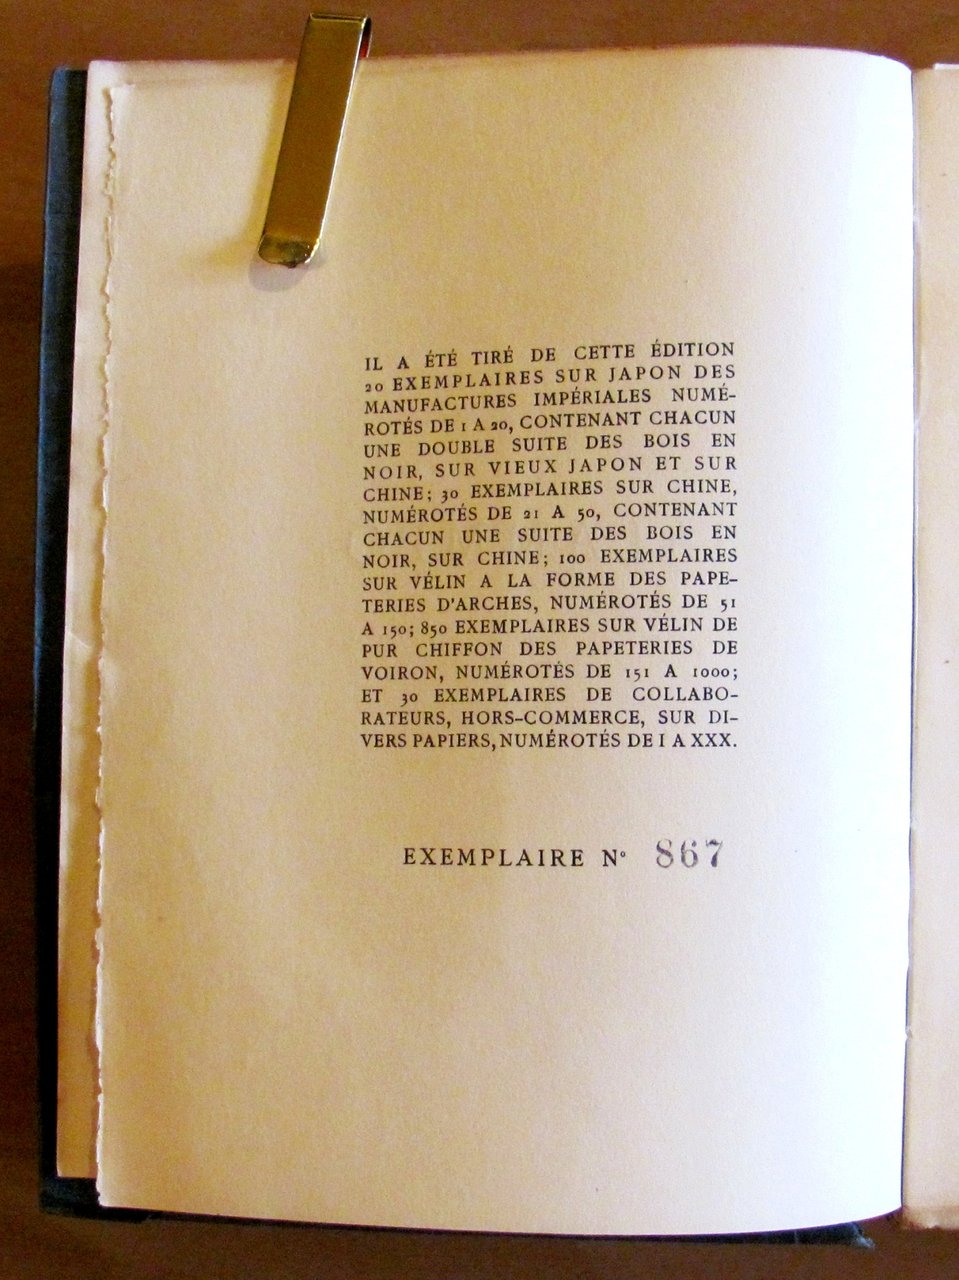 IL A ÉTÉ TIRÉ DE CETTE ÉDITION
20 EXEMPLAIRES SUR JAPON DES
MANUFACTURES IMPÉRIALES NUMÉ-
ROTÉS DE 1 A 20, CONTENANT CHACUN
UNE DOUBLE SUITE DES BOIS EN
NOIR, SUR VIEUX JAPON ET SUR
CHINE; 30 EXEMPLAIRES SUR CHINE,
NUMÉROTÉS DE 21 A 50, CONTENANT
CHACUN UNE SUITE DES BOIS EN
NOIR, SUR CHINE; 100 EXEMPLAIRES
SUR VÉLIN A LA FORME DES PAPE-
TERIES D'ARCHES, NUMÉROTÉS DE 51
A 150; 850 EXEMPLAIRES SUR VÉLIN DE
PUR CHIFFON DES PAPETERIES DE
VOIRON, NUMÉROTÉS DE 151 A 1000;
ET 30 EXEMPLAIRES DE COLLABO-
RATEURS, HORS-COMMERCE, SUR DI-
VERS PAPIERS, NUMÉROTÉS DE I A XXX.
EXEMPLAIRE N° 867